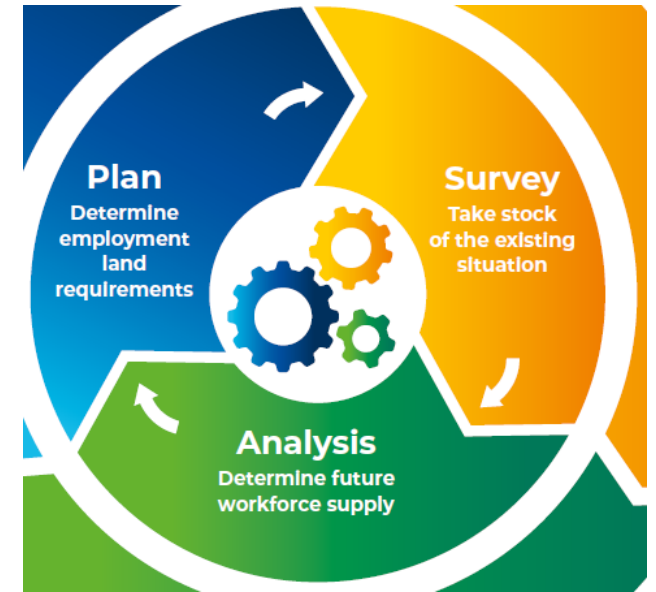 Plan
Determine
employment
land
requirements
Survey
Take stock
of the existing
situation
Analysis
Determine future
workforce supply